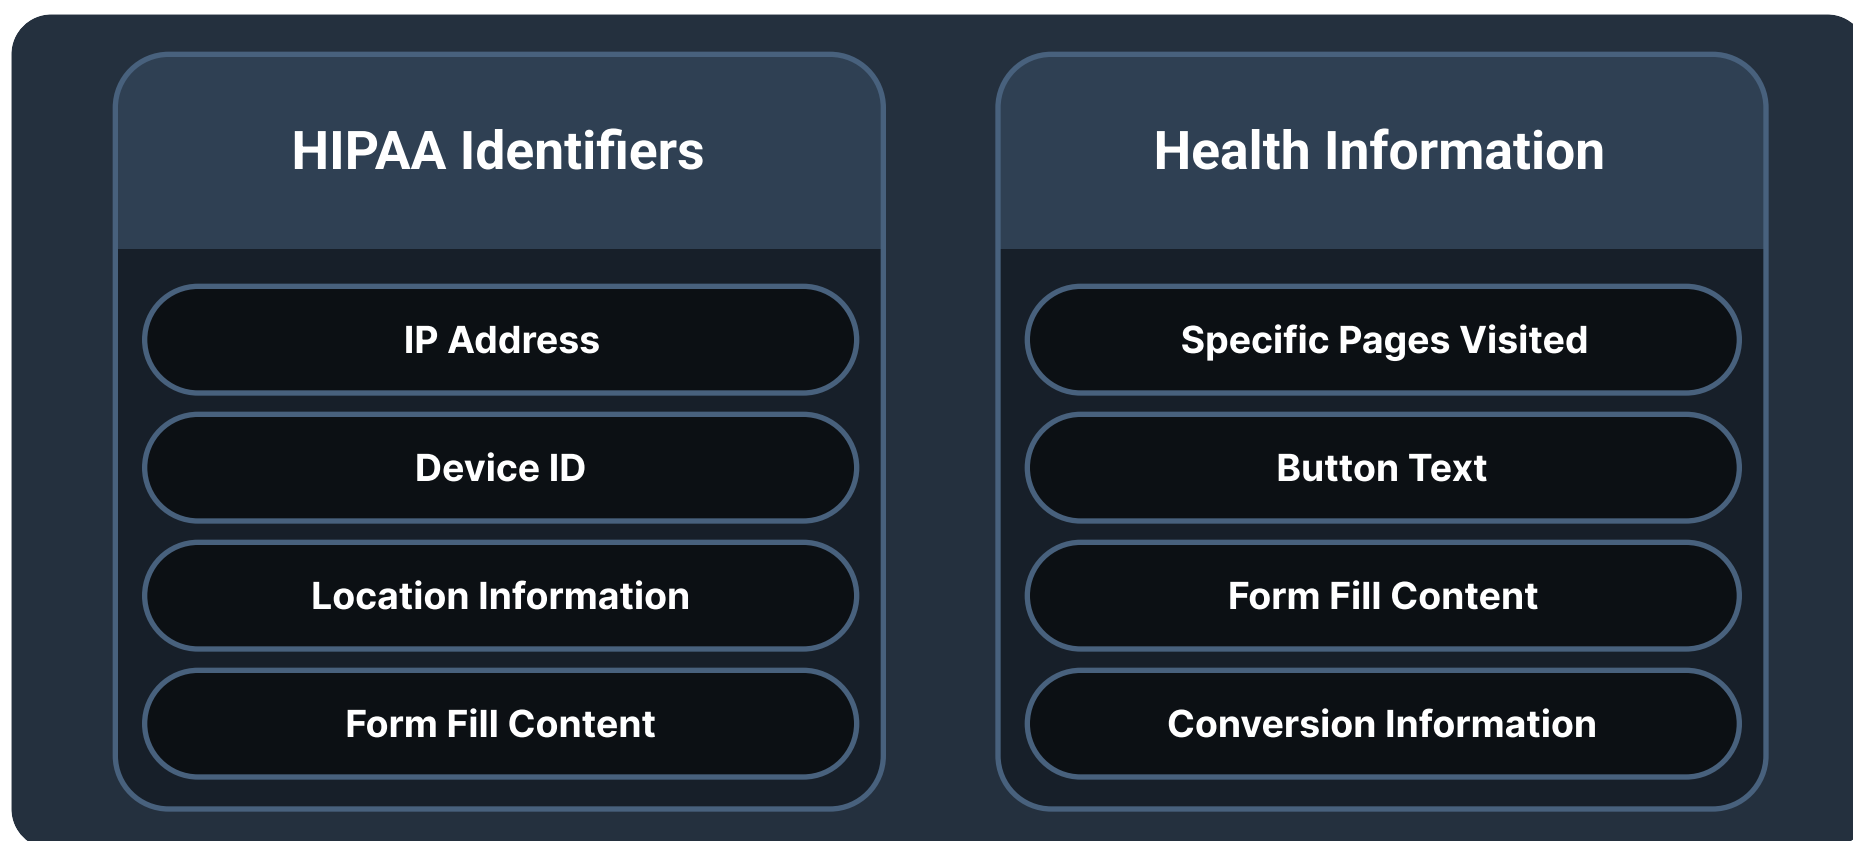 HIPAA Identifiers
IP Address
Device ID
Location Information
Form Fill Content
Health Information
Specific Pages Visited
Button Text
Form Fill Content
Conversion Information